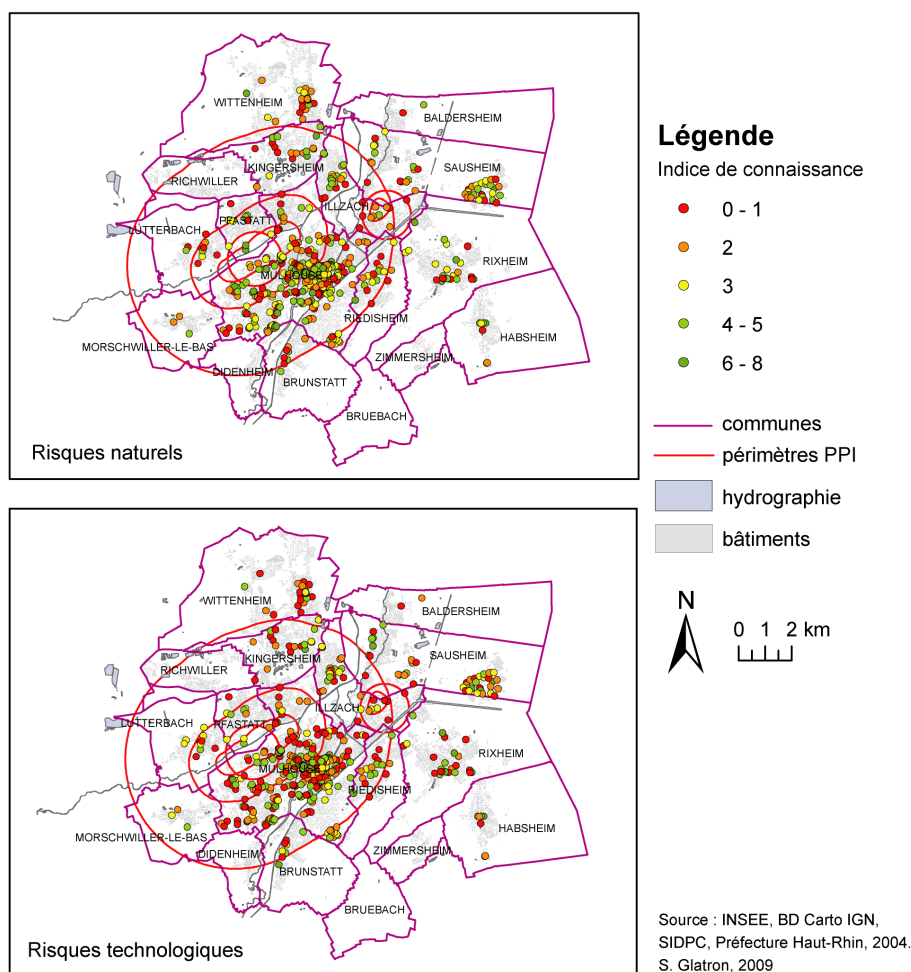 WITTENHEIM
BALDERSHEIM
KINGERSHEIM
SAUSHEIM
RICHWILLER
ILLZACH
PFASTATT
LUTTERBACH
RIXHEIM
MULHOUSE
RIEDISHEIM
HABSHEIM
MORSCHWILLER-LE-BAS
ZIMMERSHEIM
DIDENHEIM
BRUNSTATT
BRUEBACH
Risques naturels
Légende
Indice de connaissance
0 - 1
2
3
4 - 5
6 - 8
communes
périmètres PPI
hydrographie
bâtiments
N
0 1 2 km
WITTENHEIM
BALDERSHEIM
KINGERSHEIM
SAUSHEIM
RICHWILLER
ILLZACH
LUTTERBACH
PFASTATT
RIXHEIM
MULHOUSE
RIEDISHEIM
HABSHEIM
MORSCHWILLER-LE-BAS
DIDENHEIM
ZIMMERSHEIM
BRUNSTATT
BRUEBACH
Risques technologiques
Source : INSEE, BD Carto IGN,
SIDPC, Préfecture Haut-Rhin, 2004.
S. Glatron, 2009